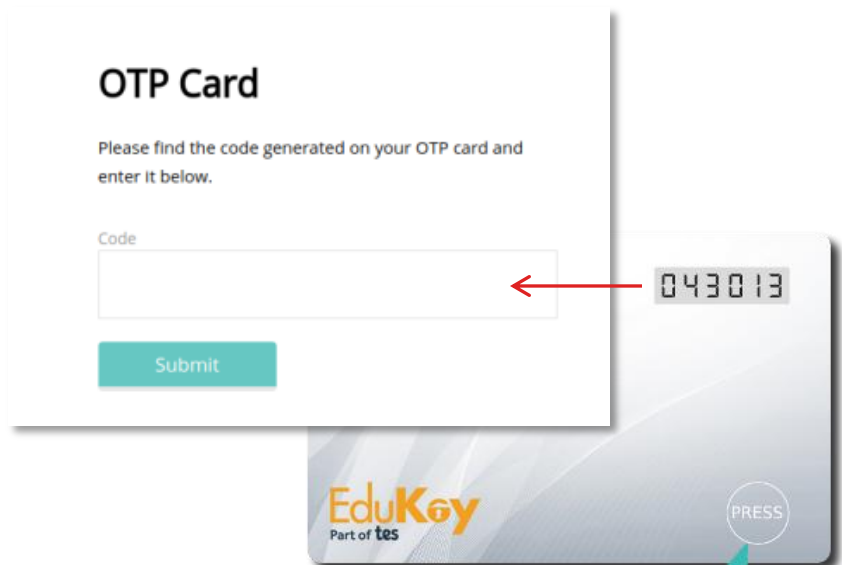 OTP Card
Please find the code generated on your OTP card and
enter it below.
Code
043013
Submit
EduKey
Part of tes
PRESS